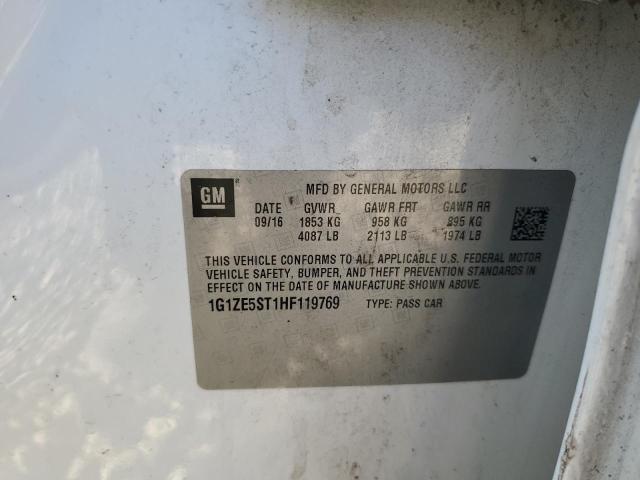 GM
MFD BY GENERAL MOTORS LLC
DATE GVWR GAWR FRT GAWR RR
09/16 1853 KG 958 KG 895 KG
4087 LB 2113 LB 1974 LB
THIS VEHICLE CONFORMS TO ALL APPLICABLE U.S. FEDERAL MOTOR
VEHICLE SAFETY, BUMPER, AND THEFT PREVENTION STANDARDS IN
EFFECT ON THE DATE OF MANUFACTURE SHOWN ABOVE.
1G1ZE5ST1HF119769 TYPE: PASS CAR